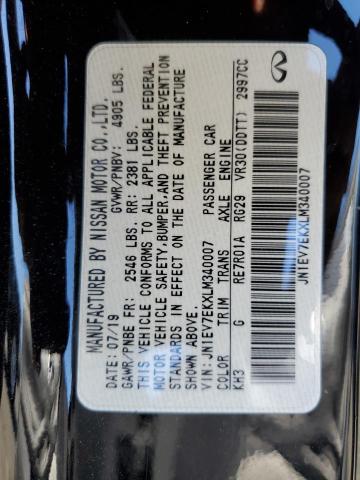 MANUFACTURED BY NISSAN MOTOR CO.,LTD.
DATE: 07/19 GVWR/PNBV: 4905 LBS.
GAWR/PNBE FR: 2546 LBS. RR: 2381 LBS.
THIS VEHICLE CONFORMS TO ALL APPLICABLE FEDERAL
MOTOR VEHICLE SAFETY,BUMPER,AND THEFT PREVENTION
STANDARDS IN EFFECT ON THE DATE OF MANUFACTURE
SHOWN ABOVE.
VIN: JN1EV7EKXLM340007 PASSENGER CAR
COLOR TRIM TRANS AXLE ENGINE
KH3 G RE7R01A RG29 VR30(DDTT) 2997CC
JN1EV7EKXLM340007